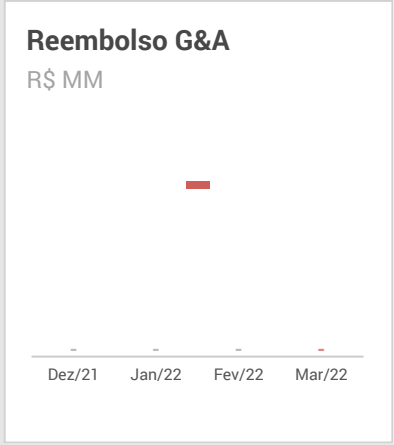 Reembolso G&A
R$ MM
-
- - - -
Dez/21 Jan/22 Fev/22 Mar/22